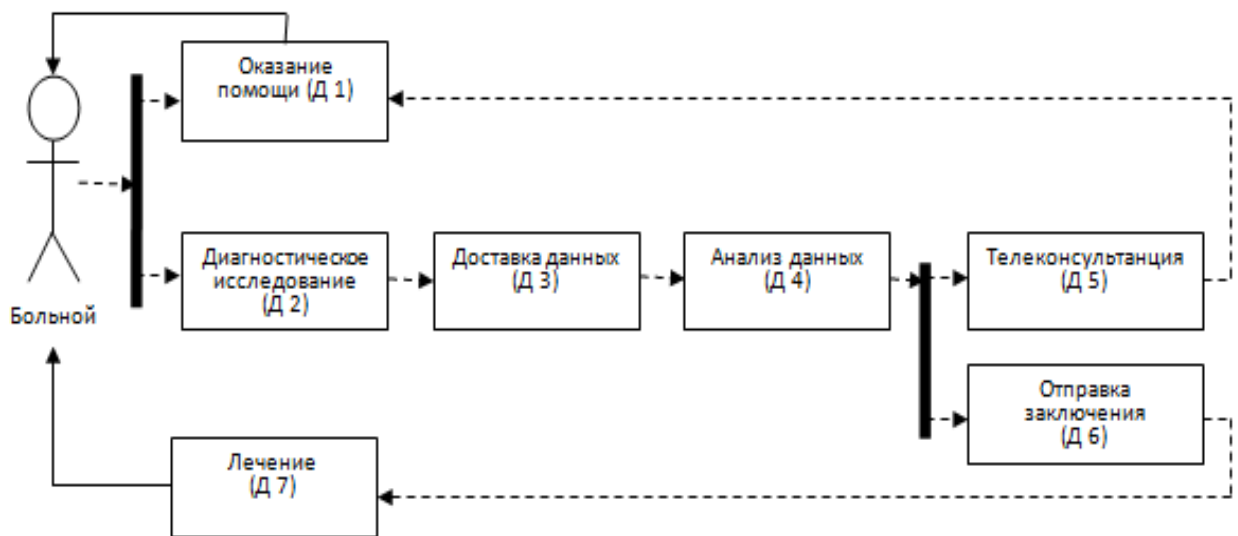 Оказание
помощи (Д 1)
Диагностическое
исследование
(Д 2)
Доставка данных
(Д 3)
Анализ данных
(Д 4)
Телеконсультанция
(Д 5)
Больной
Отправка
заключения
(Д 6)
Лечение
(Д 7)